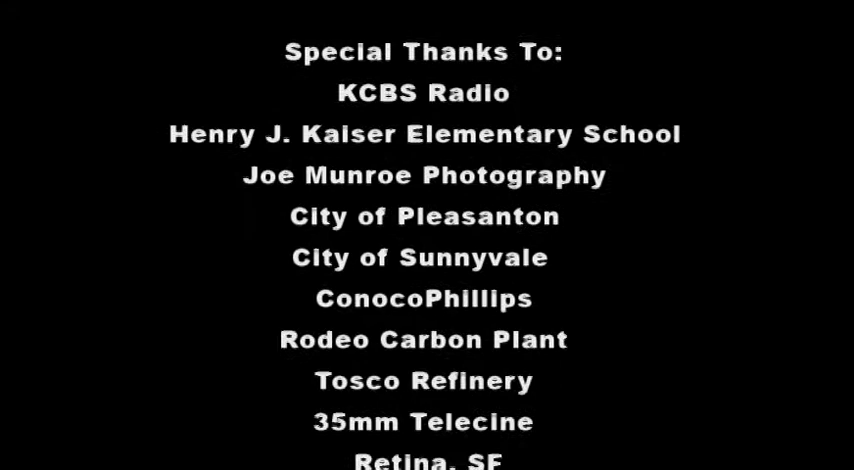 Special Thanks To:
KCBS Radio
Henry J. Kaiser Elementary School
Joe Munroe Photography
City of Pleasanton
City of Sunnyvale
ConocoPhillips
Rodeo Carbon Plant
Tosco Refinery
35mm Telecine
Retina, SF